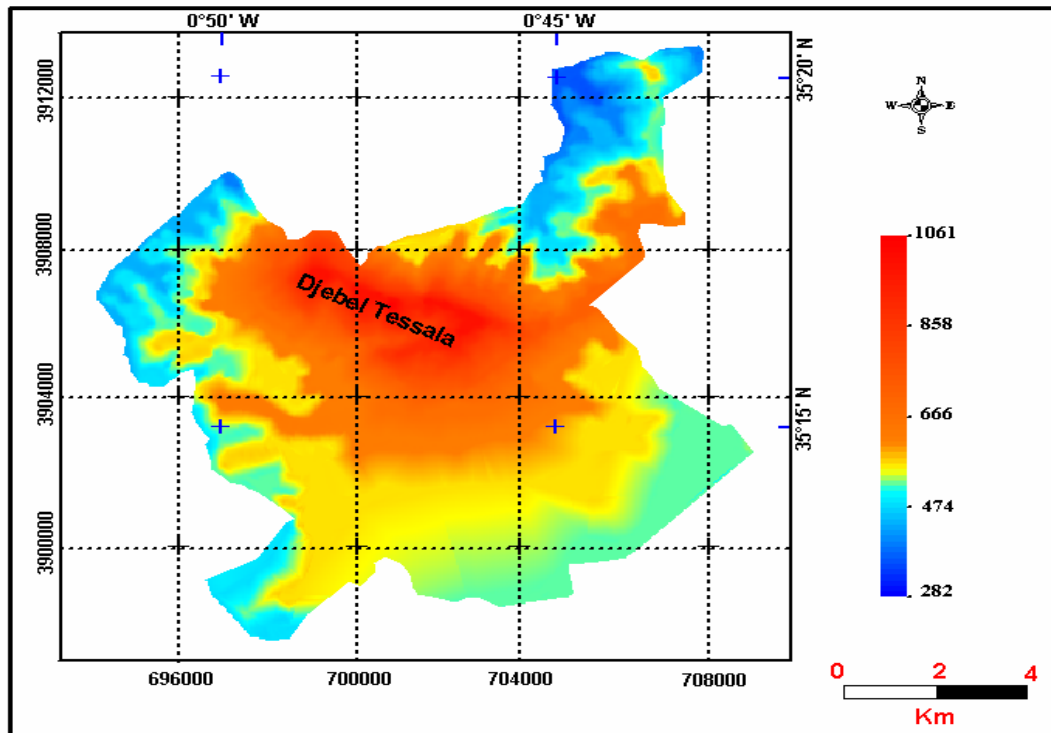 0°50' W
0°45' W
3912000
3908000
3904000
3900000
35°20' N
35°15' N
Djebel Tessala
696000
700000
704000
708000
N
W
E
S
1061
858
666
474
282
0
2
4
Km